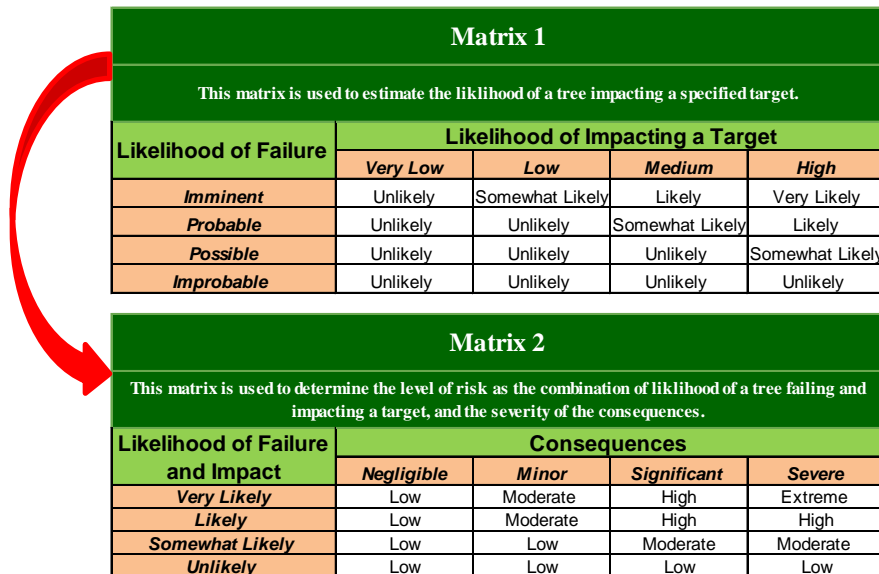 Matrix 1
This matrix is used to estimate the liklihood of a tree impacting a specified target.
Likelihood of Failure Likelihood of Impacting a Target
Very Low Low Medium High
Imminent Unlikely Somewhat Likely Likely Very Likely
Probable Unlikely Unlikely Somewhat Likely Likely
Possible Unlikely Unlikely Unlikely Somewhat Likely
Improbable Unlikely Unlikely Unlikely Unlikely
Matrix 2
This matrix is used to determine the level of risk as the combination of liklihood of a tree failing and
impacting a target, and the severity of the consequences.
Likelihood of Failure Consequences
and Impact Negligible Minor Significant Severe
Very Likely Low Moderate High Extreme
Likely Low Moderate High High
Somewhat Likely Low Low Moderate Moderate
Unlikely Low Low Low Low